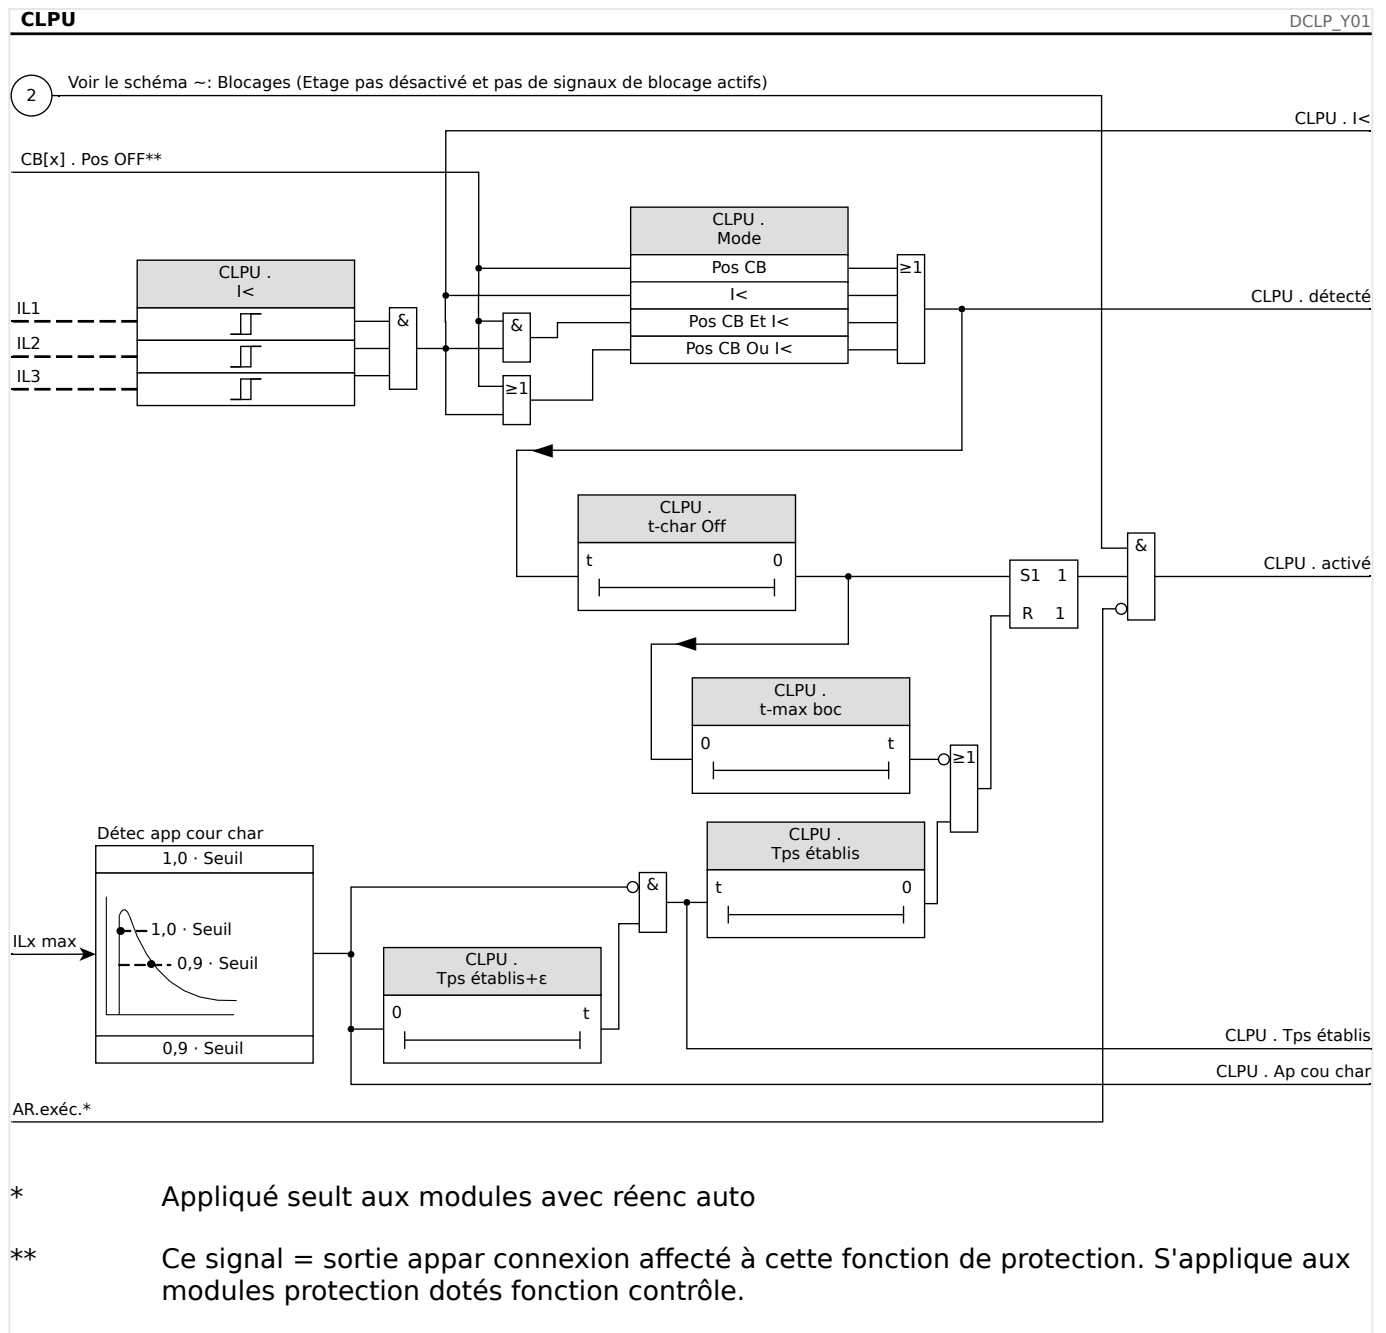 CLPU
DCLP_Y01
2
Voir le schéma ~: Blocages (Etage pas désactivé et pas de signaux de blocage actifs)
CLPU . I<
CB[x] . Pos OFF**
CLPU .
Mode
Pos CB
I<
Pos CB Et I<
Pos CB Ou I<
≥1
CLPU .
I<
IL1
IL2
IL3
&
&
≥1
CLPU . détecté
CLPU .
t-char Off
t 0
S1 1
R 1
&
CLPU . activé
CLPU .
t-max boc
0 t
≥1
Détec app cour char
1,0 · Seuil
1,0 · Seuil
0,9 · Seuil
0,9 · Seuil
ILx max
&
CLPU .
Tps établis
t 0
CLPU .
Tps établis+ε
0 t
CLPU . Tps établis
CLPU . Ap cou char
AR.exéc.*
* Appliqué seult aux modules avec réenc auto
** Ce signal = sortie appar connexion affecté à cette fonction de protection. S'applique aux
modules protection dotés fonction contrôle.